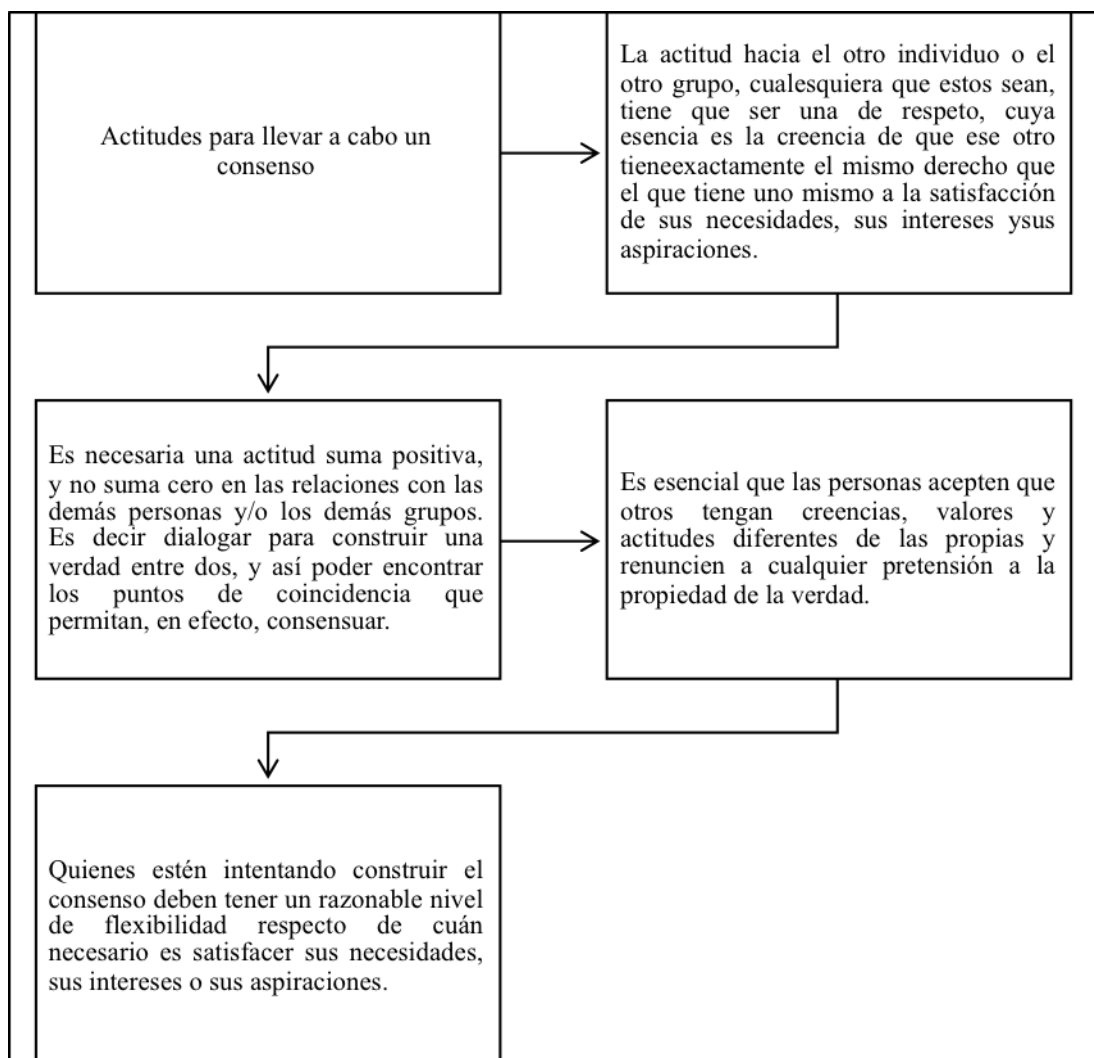 Actitudes para llevar a cabo un
consenso
La actitud hacia el otro individuo o el
otro grupo, cualesquiera que estos sean,
tiene que ser una de respeto, cuya
esencia es la creencia de que ese otro
tieneexactamente el mismo derecho que
el que tiene uno mismo a la satisfacción
de sus necesidades, sus intereses ysus
aspiraciones.
Es necesaria una actitud suma positiva,
y no suma cero en las relaciones con las
demás personas y/o los demás grupos.
Es decir dialogar para construir una
verdad entre dos, y así poder encontrar
los puntos de coincidencia que
permitan, en efecto, consensuar.
Es esencial que las personas acepten que
otros tengan creencias, valores y
actitudes diferentes de las propias y
renuncien a cualquier pretensión a la
propiedad de la verdad.
Quienes estén intentando construir el
consenso deben tener un razonable nivel
de flexibilidad respecto de cuán
necesario es satisfacer sus necesidades,
sus intereses o sus aspiraciones.